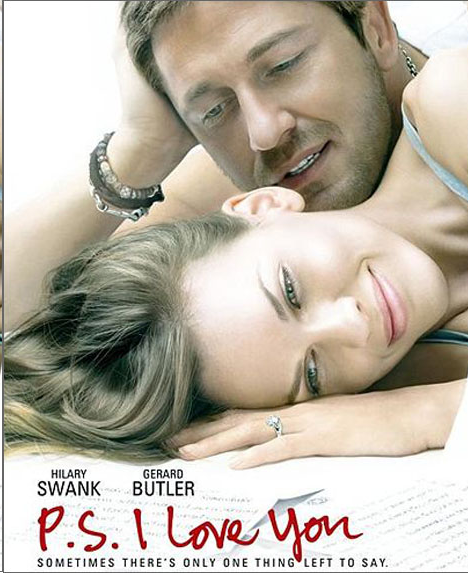 HILARY SWANK
GERARD BUTLER
P.S. I Love You
SOMETIMES THERE'S ONLY ONE THING LEFT TO SAY.